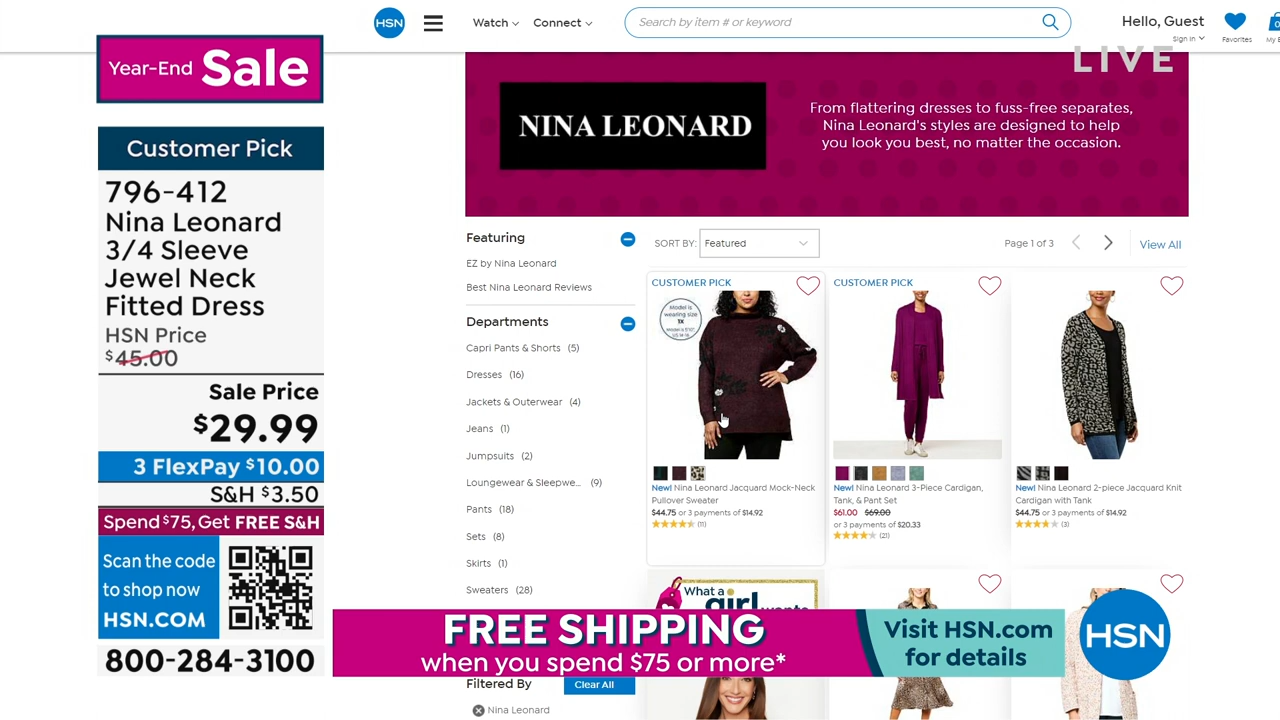 HSN
Watch
Connect
Search by item # or keyword
Hello, Guest
Sign In
Favorites
LIVE
Year-End Sale
Customer Pick
796-412
Nina Leonard
3/4 Sleeve
Jewel Neck
Fitted Dress
HSN Price
$45.00
Sale Price
$29.99
3 FlexPay $10.00
S&H $3.50
Spend $75, Get FREE S&H
Scan the code
to shop now
HSN.COM
800-284-3100
NINA LEONARD
From flattering dresses to fuss-free separates,
Nina Leonard's styles are designed to help
you look you best, no matter the occasion.
Featuring
EZ by Nina Leonard
Best Nina Leonard Reviews
Departments
Capri Pants & Shorts (5)
Dresses (16)
Jackets & Outerwear (4)
Jeans (1)
Jumpsuits (2)
Loungewear & Sleepwe... (9)
Pants (18)
Sets (8)
Skirts (1)
Sweaters (28)
Filtered By
Clear All
Nina Leonard
SORT BY: Featured
Page 1 of 3
View All
CUSTOMER PICK
Model is
wearing size
1X
New! Nina Leonard Jacquard Mock-Neck
Pullover Sweater
$44.75 or 3 payments of $14.92
(11)
CUSTOMER PICK
New! Nina Leonard 3-Piece Cardigan,
Tank, & Pant Set
$61.00 $69.00
or 3 payments of $20.33
(21)
New! Nina Leonard 2-piece Jacquard Knit
Cardigan with Tank
$44.75 or 3 payments of $14.92
(3)
What a
girl wants
FREE SHIPPING
when you spend $75 or more*
Visit HSN.com
for details
HSN